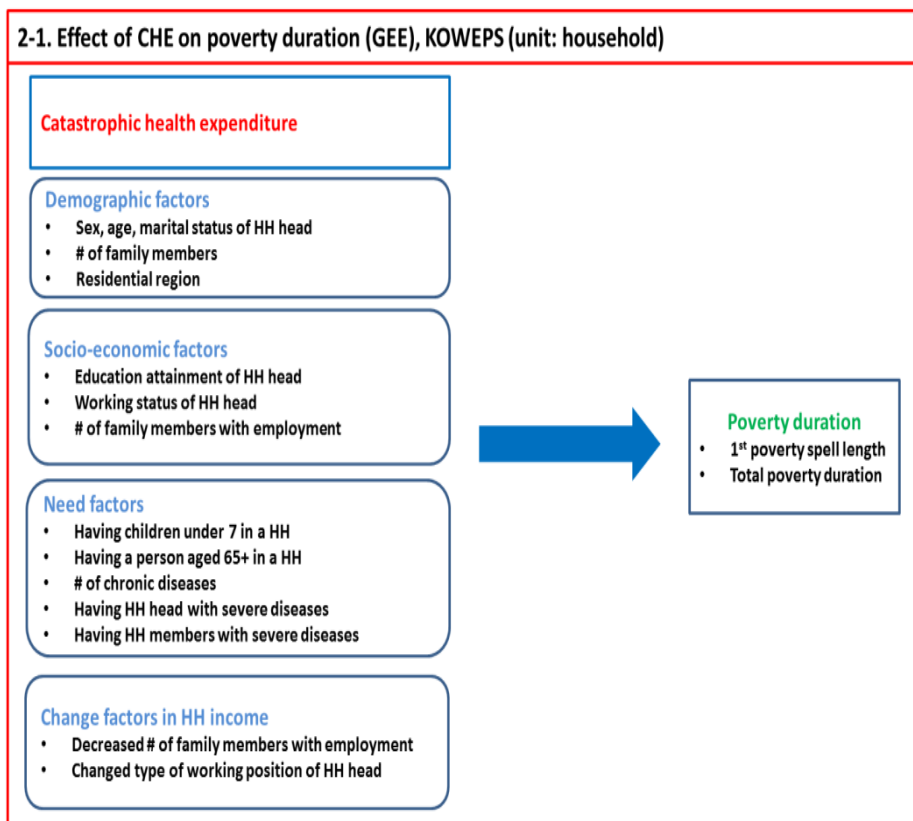 2-1. Effect of CHE on poverty duration (GEE), KOWEPS (unit: household)
Catastrophic health expenditure
Demographic factors
• Sex, age, marital status of HH head
• # of family members
• Residential region
Socio-economic factors
• Education attainment of HH head
• Working status of HH head
• # of family members with employment
Need factors
• Having children under 7 in a HH
• Having a person aged 65+ in a HH
• # of chronic diseases
• Having HH head with severe diseases
• Having HH members with severe diseases
Change factors in HH income
• Decreased # of family members with employment
• Changed type of working position of HH head
Poverty duration
• 1st poverty spell length
• Total poverty duration